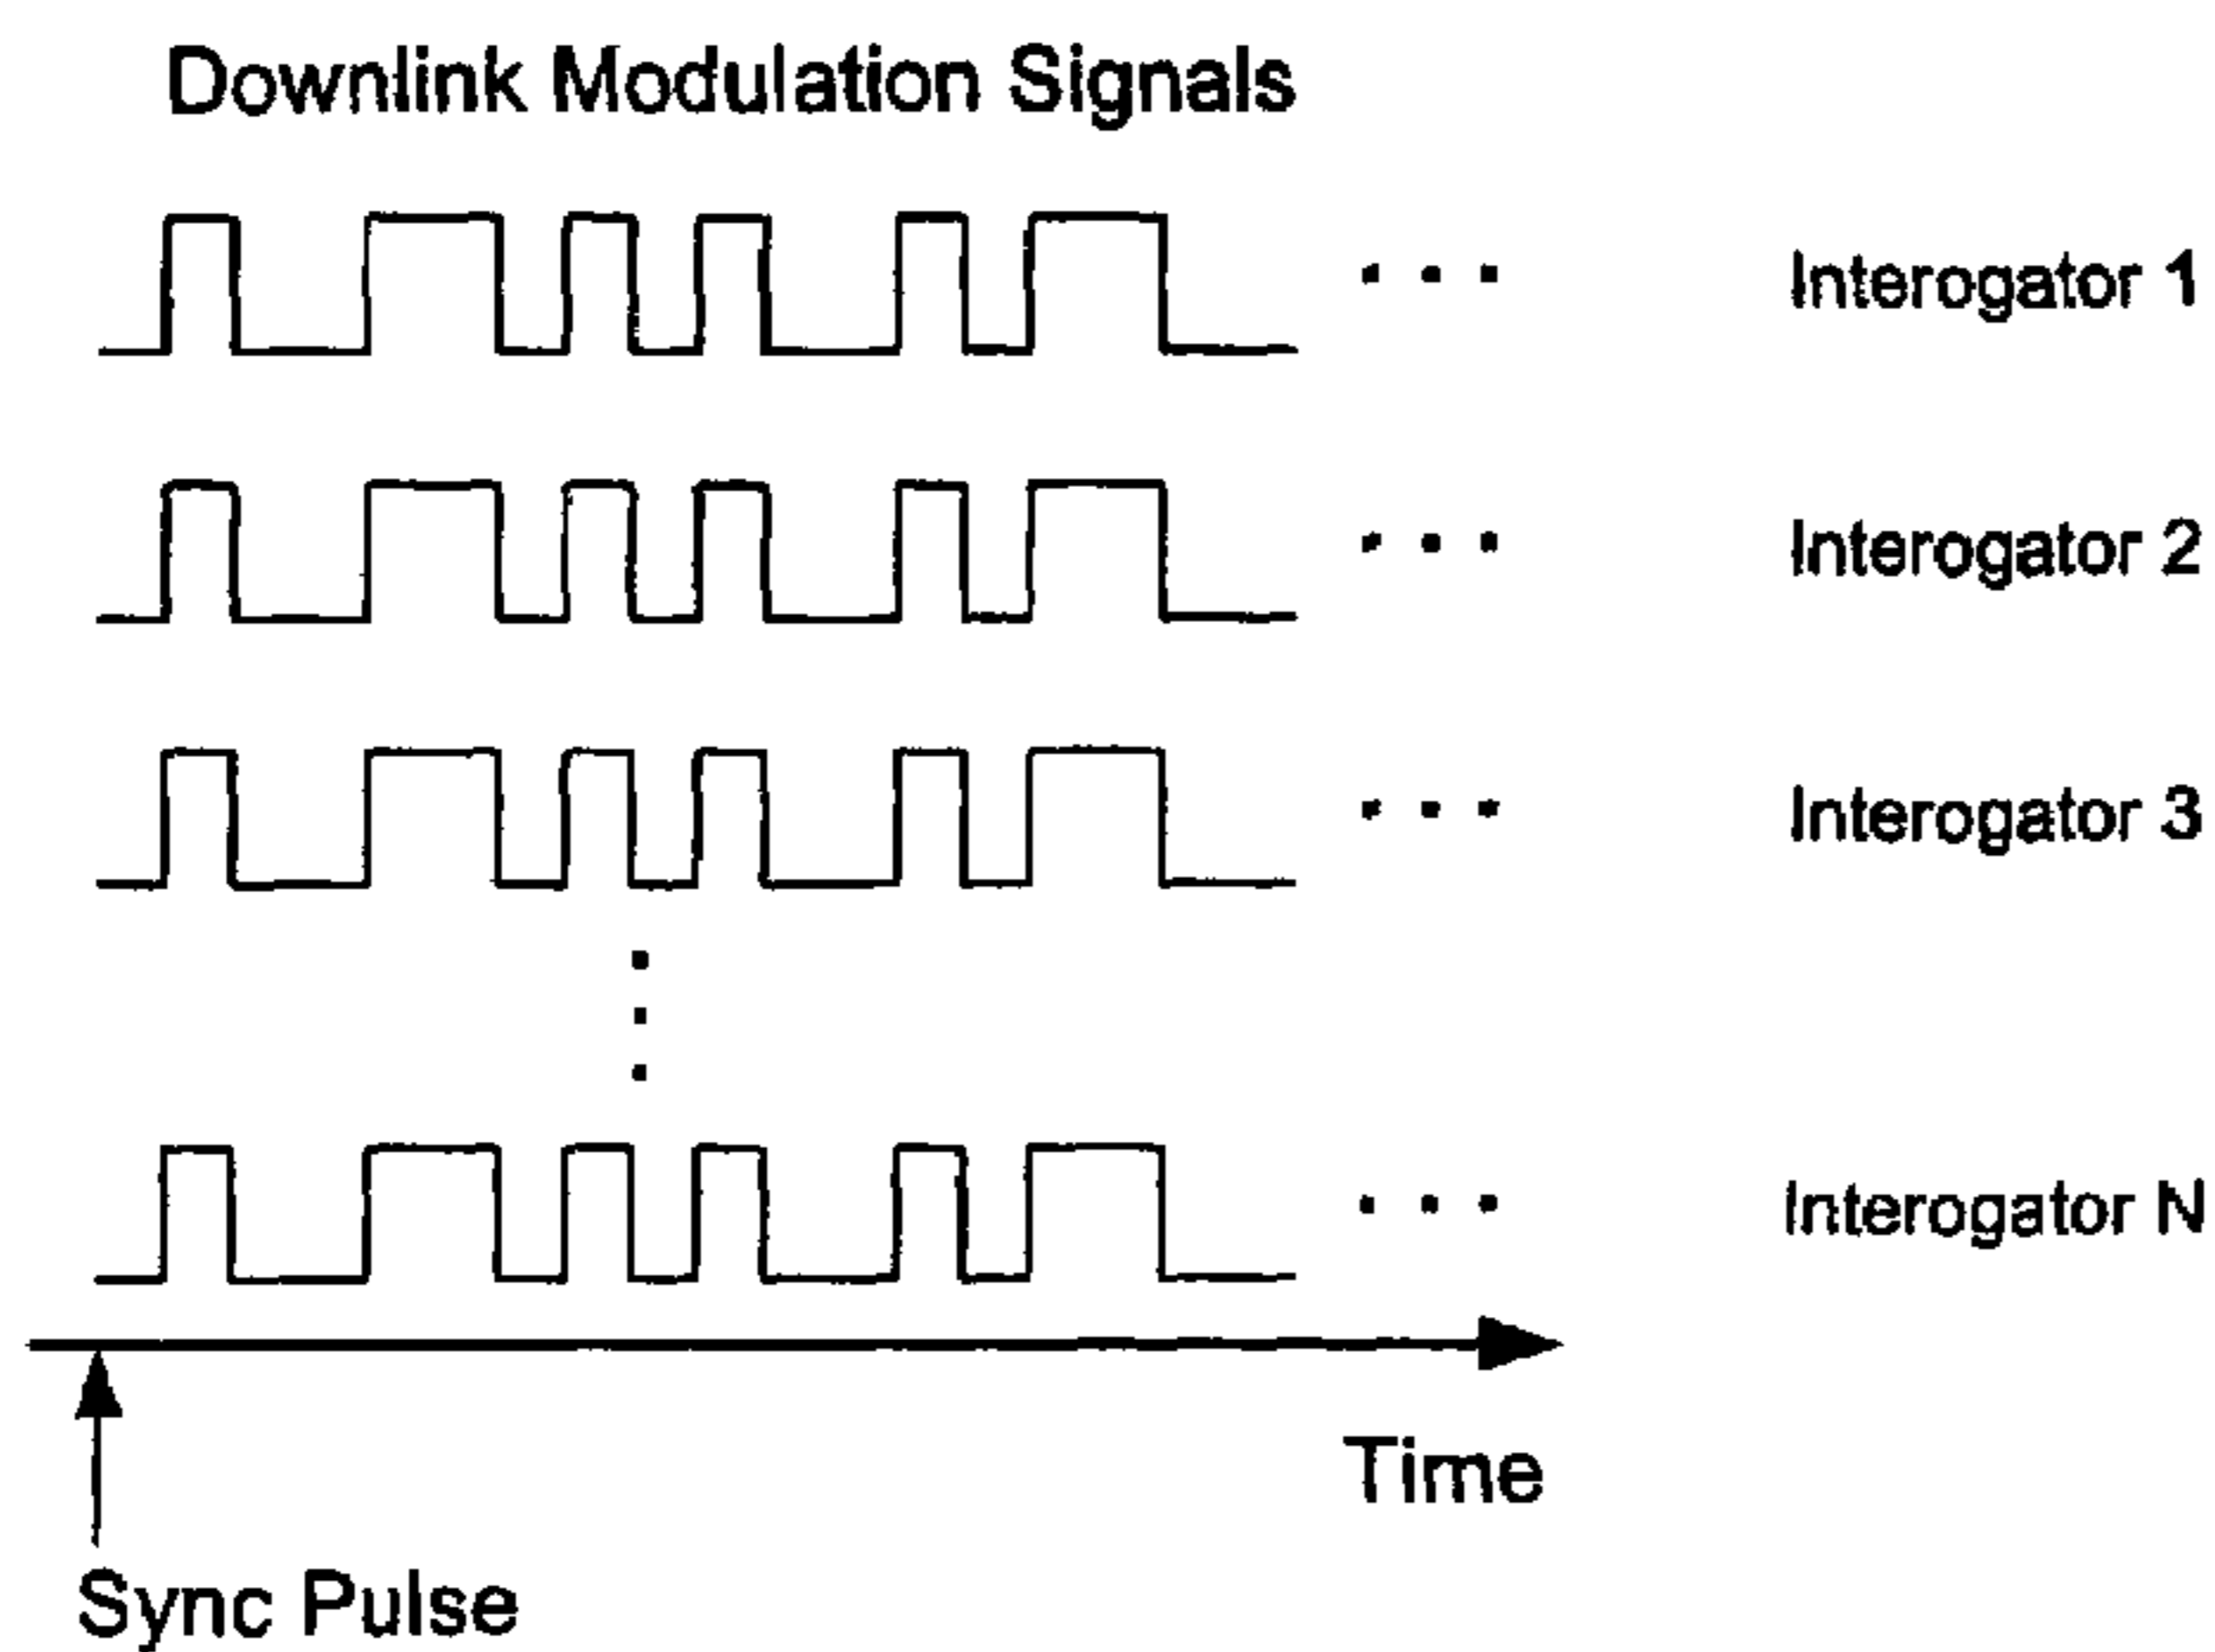 Downlink Modulation Signals
Interogator 1
Interogator 2
Interogator 3
Interogator N
Time
Sync Pulse